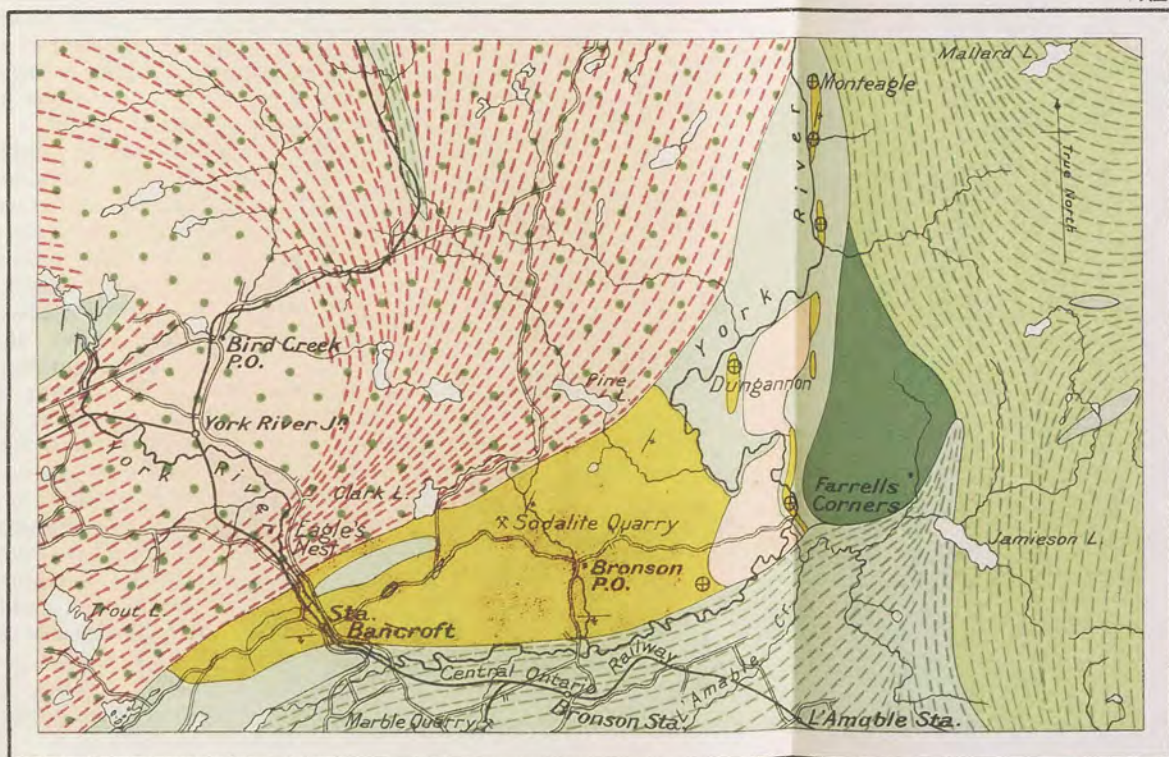 Mallard L.
Monteagle
True North
York River
Bird Creek
P.O.
York River Jn
York River
Pine L.
Dungannon
Clark L.
Eagle's
Nest
Sodalite Quarry
Farrells
Corners
Bronson
P.O.
Jamieson L.
Trout L.
Sta.
Bancroft
Central Ontario Railway
L'Amable Cr.
Marble Quarry
Bronson Sta.
L'Amable Sta.